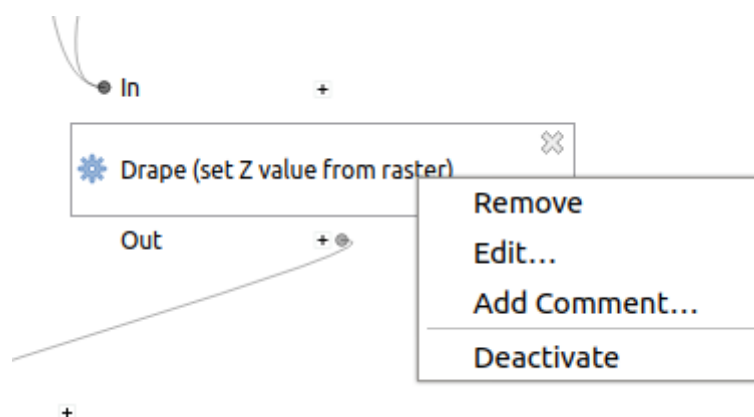 In
+
Drape (set Z value from raster)
Remove
Out
+
Edit...
Add Comment...
Deactivate
+